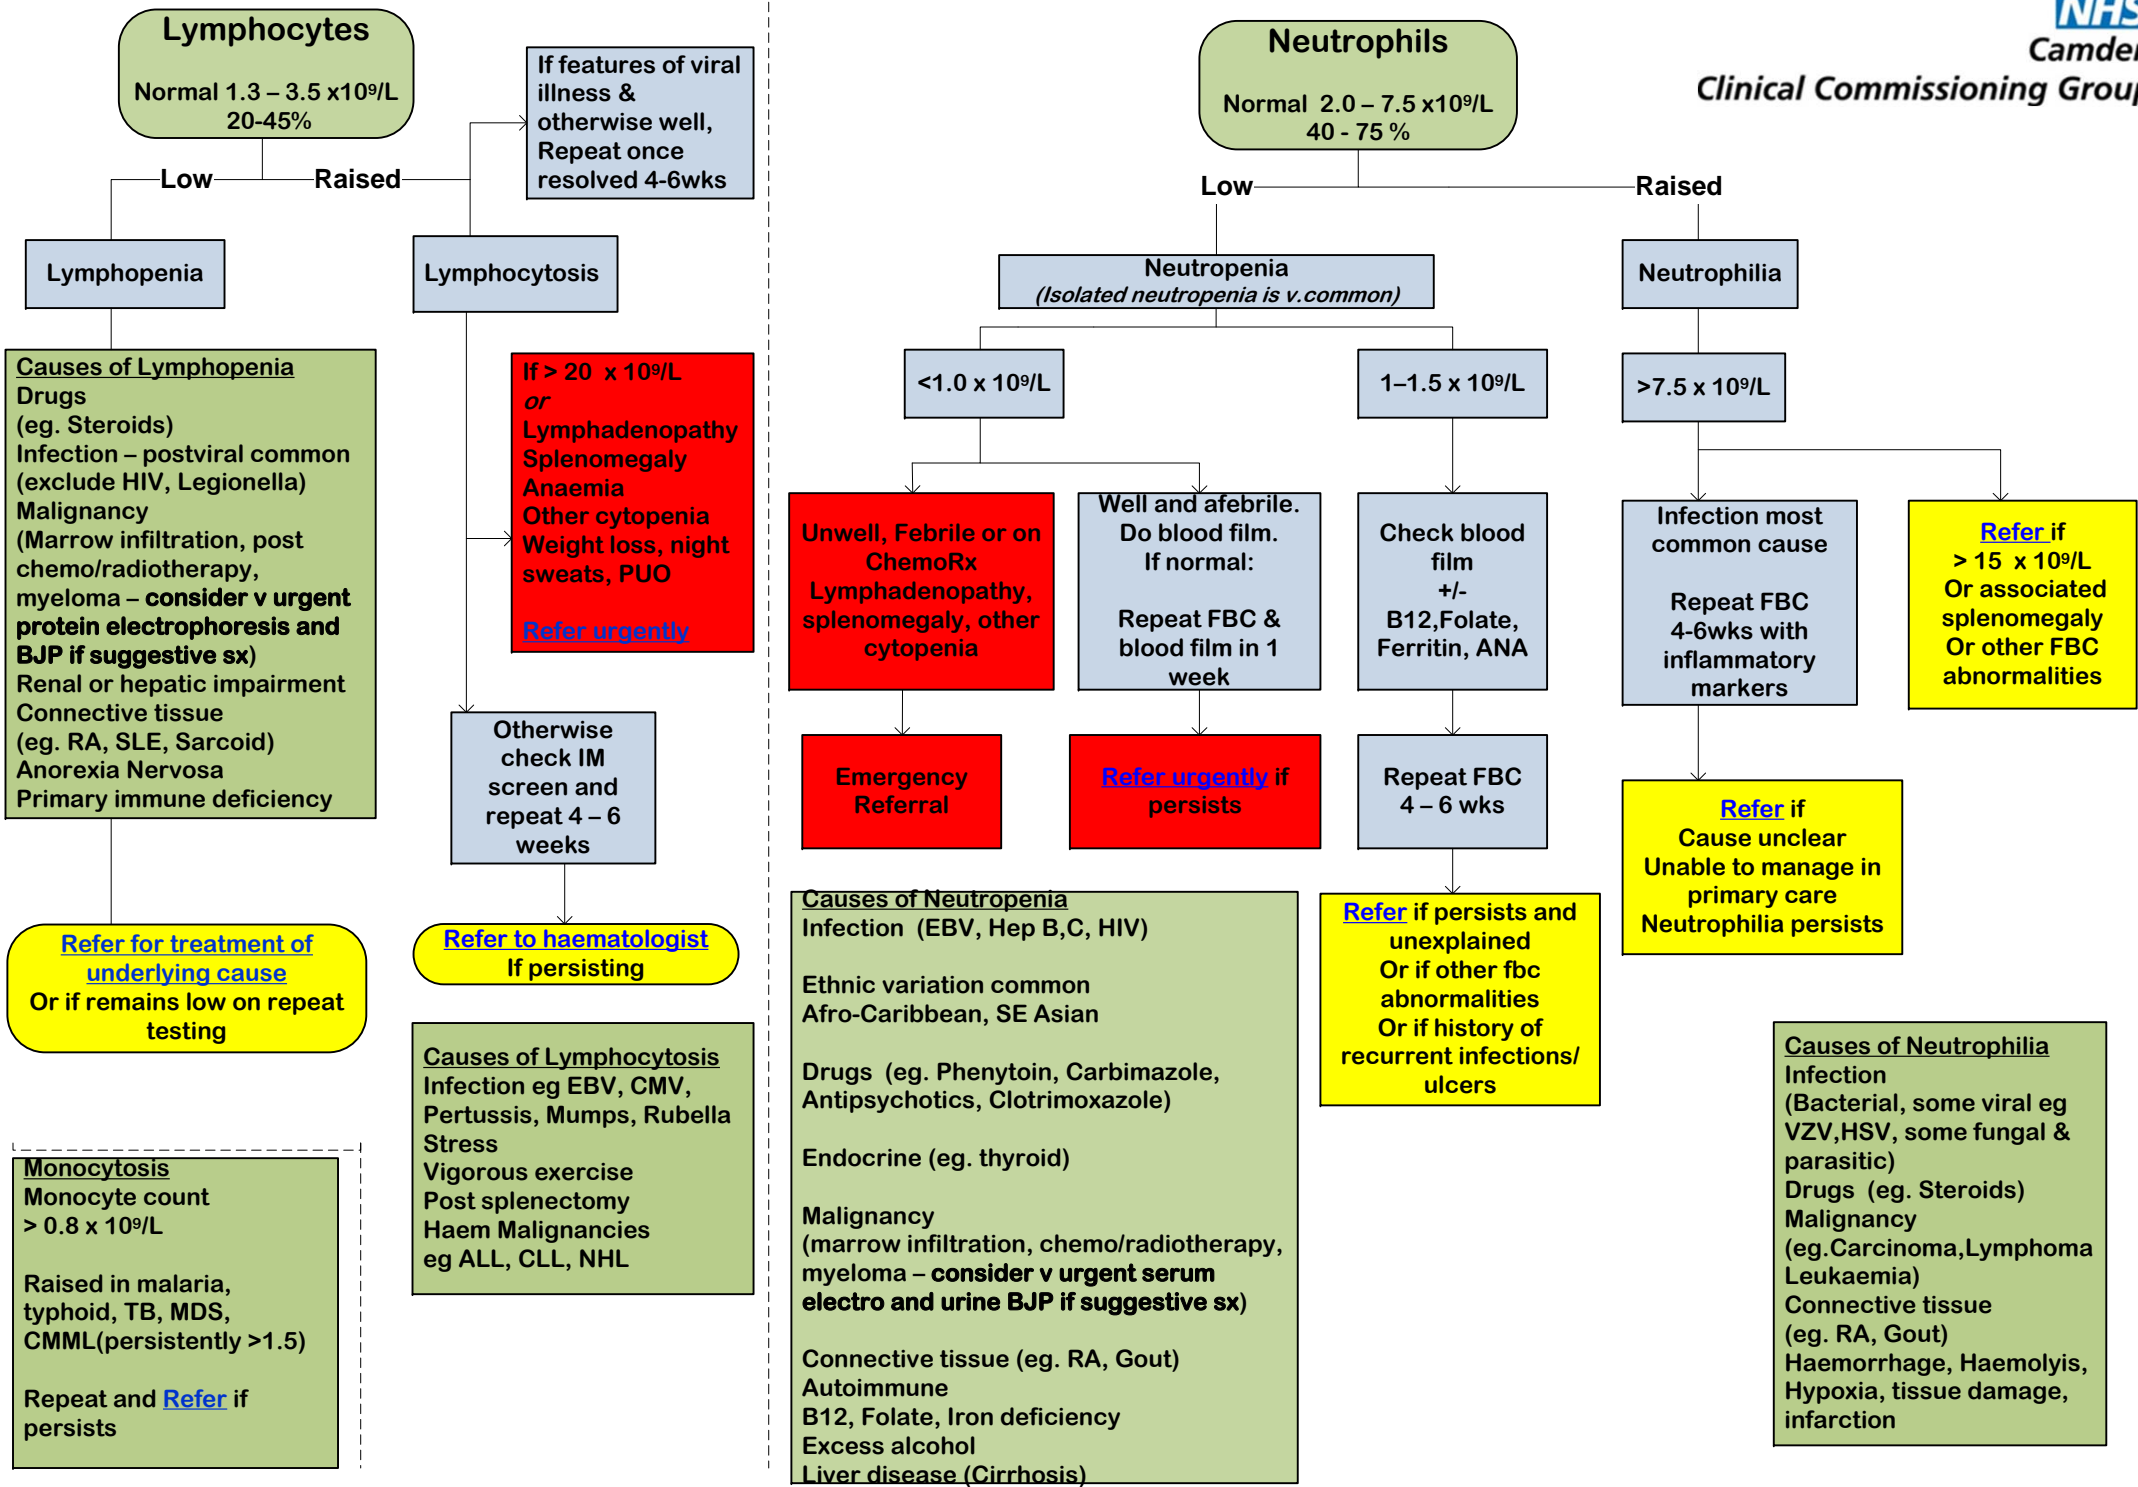 Lymphocytes
Normal 1.3 – 3.5 x10⁹/L
20-45%
Low
Raised
If features of viral
illness &
otherwise well,
Repeat once
resolved 4-6wks
Lymphopenia
Lymphocytosis
Causes of Lymphopenia
Drugs
(eg. Steroids)
Infection – postviral common
(exclude HIV, Legionella)
Malignancy
(Marrow infiltration, post
chemo/radiotherapy,
myeloma – consider v urgent
protein electrophoresis and
BJP if suggestive sx)
Renal or hepatic impairment
Connective tissue
(eg. RA, SLE, Sarcoid)
Anorexia Nervosa
Primary immune deficiency
If > 20 x 10⁹/L
or
Lymphadenopathy
Splenomegaly
Anaemia
Other cytopenia
Weight loss, night
sweats, PUO
Refer urgently
Otherwise
check IM
screen and
repeat 4 – 6
weeks
Refer for treatment of
underlying cause
Or if remains low on repeat
testing
Refer to haematologist
If persisting
Causes of Lymphocytosis
Infection eg EBV, CMV,
Pertussis, Mumps, Rubella
Stress
Vigorous exercise
Post splenectomy
Haem Malignancies
eg ALL, CLL, NHL
Monocytosis
Monocyte count
> 0.8 x 10⁹/L
Raised in malaria,
typhoid, TB, MDS,
CMML(persistently >1.5)
Repeat and Refer if
persists
NHS
Camden
Clinical Commissioning Group
Neutrophils
Normal 2.0 – 7.5 x10⁹/L
40 - 75 %
Low
Raised
Neutropenia
(Isolated neutropenia is v.common)
Neutrophilia
<1.0 x 10⁹/L
1–1.5 x 10⁹/L
>7.5 x 10⁹/L
Unwell, Febrile or on
ChemoRx
Lymphadenopathy,
splenomegaly, other
cytopenia
Well and afebrile.
Do blood film.
If normal:
Repeat FBC &
blood film in 1
week
Check blood
film
+/-
B12,Folate,
Ferritin, ANA
Infection most
common cause
Repeat FBC
4-6wks with
inflammatory
markers
Refer if
> 15 x 10⁹/L
Or associated
splenomegaly
Or other FBC
abnormalities
Emergency
Referral
Refer urgently if
persists
Repeat FBC
4 – 6 wks
Refer if
Cause unclear
Unable to manage in
primary care
Neutrophilia persists
Causes of Neutropenia
Infection (EBV, Hep B,C, HIV)
Ethnic variation common
Afro-Caribbean, SE Asian
Drugs (eg. Phenytoin, Carbimazole,
Antipsychotics, Clotrimoxazole)
Endocrine (eg. thyroid)
Malignancy
(marrow infiltration, chemo/radiotherapy,
myeloma – consider v urgent serum
electro and urine BJP if suggestive sx)
Connective tissue (eg. RA, Gout)
Autoimmune
B12, Folate, Iron deficiency
Excess alcohol
Liver disease (Cirrhosis)
Refer if persists and
unexplained
Or if other fbc
abnormalities
Or if history of
recurrent infections/
ulcers
Causes of Neutrophilia
Infection
(Bacterial, some viral eg
VZV,HSV, some fungal &
parasitic)
Drugs (eg. Steroids)
Malignancy
(eg.Carcinoma,Lymphoma
Leukaemia)
Connective tissue
(eg. RA, Gout)
Haemorrhage, Haemolyis,
Hypoxia, tissue damage,
infarction